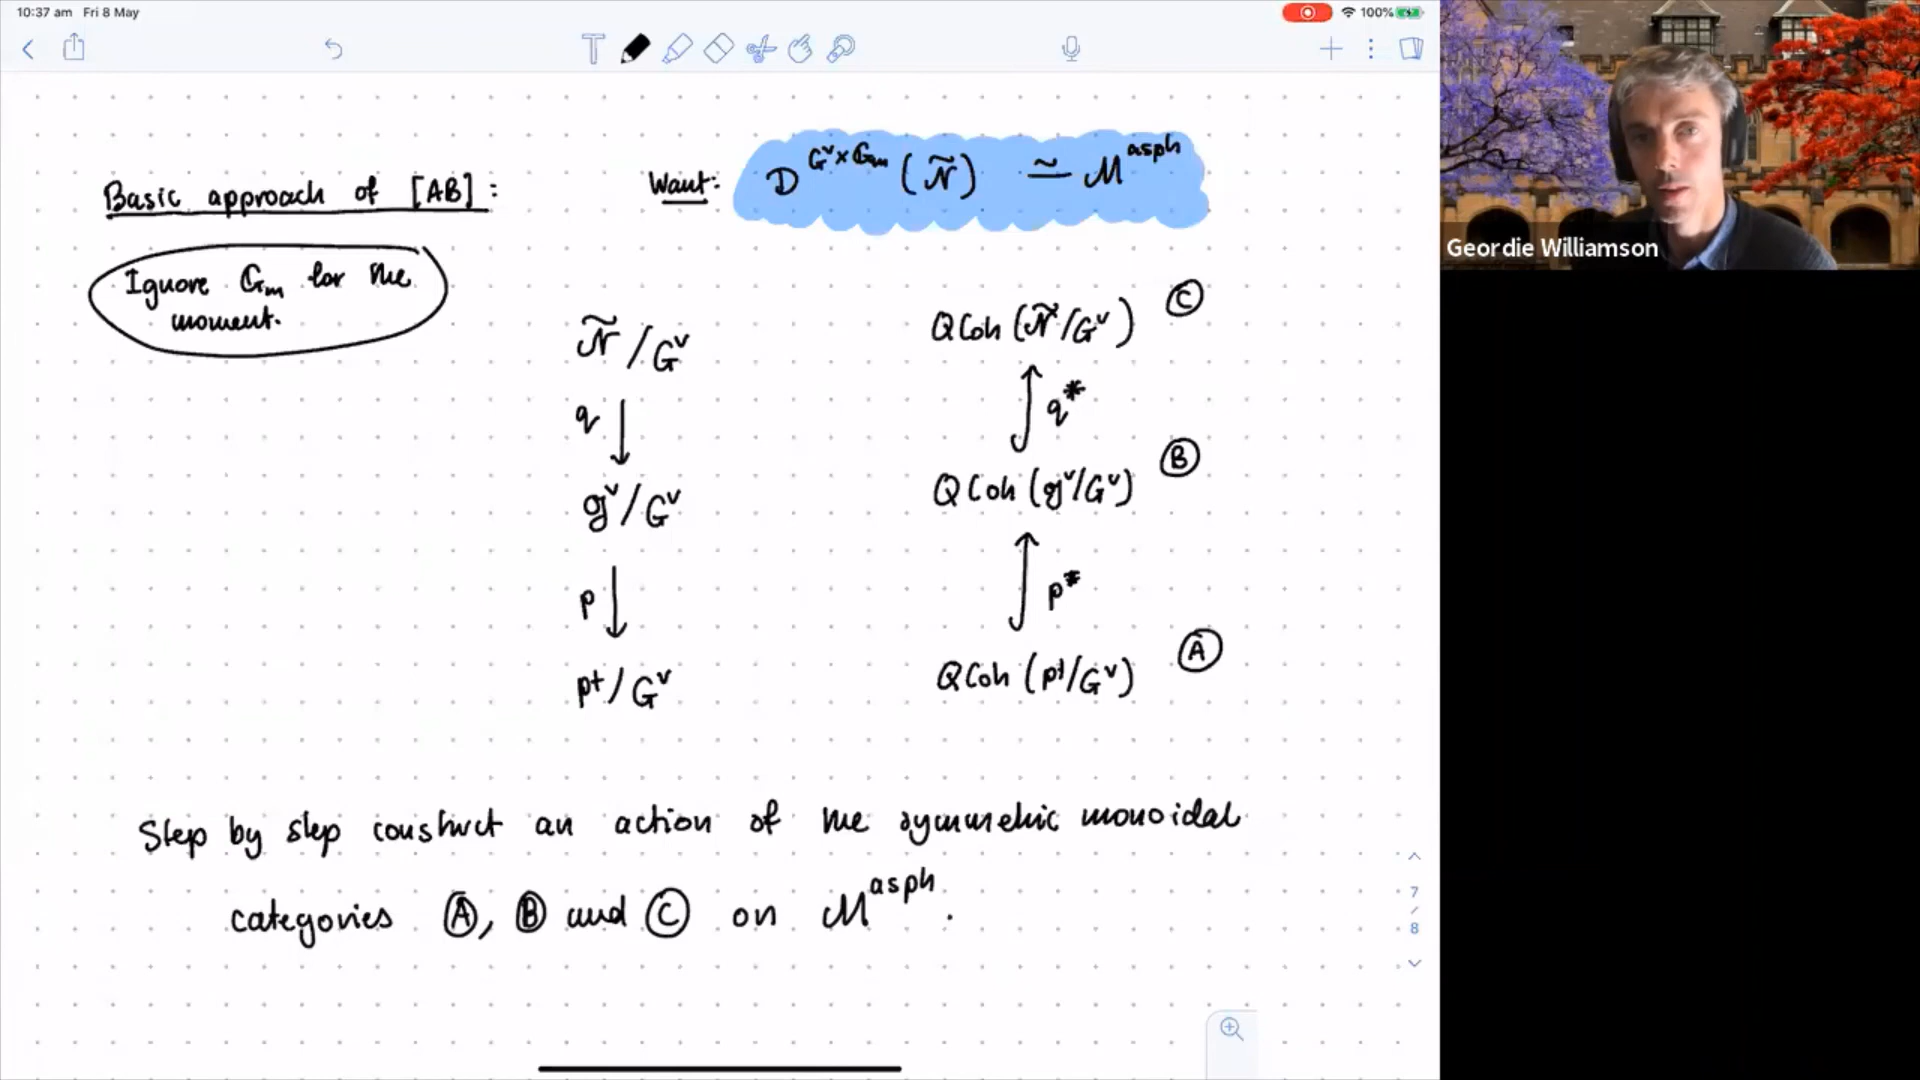 10:37 am Fri 8 May
100%
Basic approach of [AB]:
Want: D^{G^∨×G_m}(Ñ) ≃ M^{asph}
Ignore G_m for the
moment.
Ñ/G^∨ QCoh(Ñ/G^∨) Ⓒ
q q*
g^∨/G^∨ QCoh(g^∨/G^∨) Ⓑ
p p*
pt/G^∨ QCoh(pt/G^∨) Ⓐ
Step by step construct an action of the symmetric monoidal
categories Ⓐ, Ⓑ and Ⓒ on M^{asph}.
7
/
8
Geordie Williamson